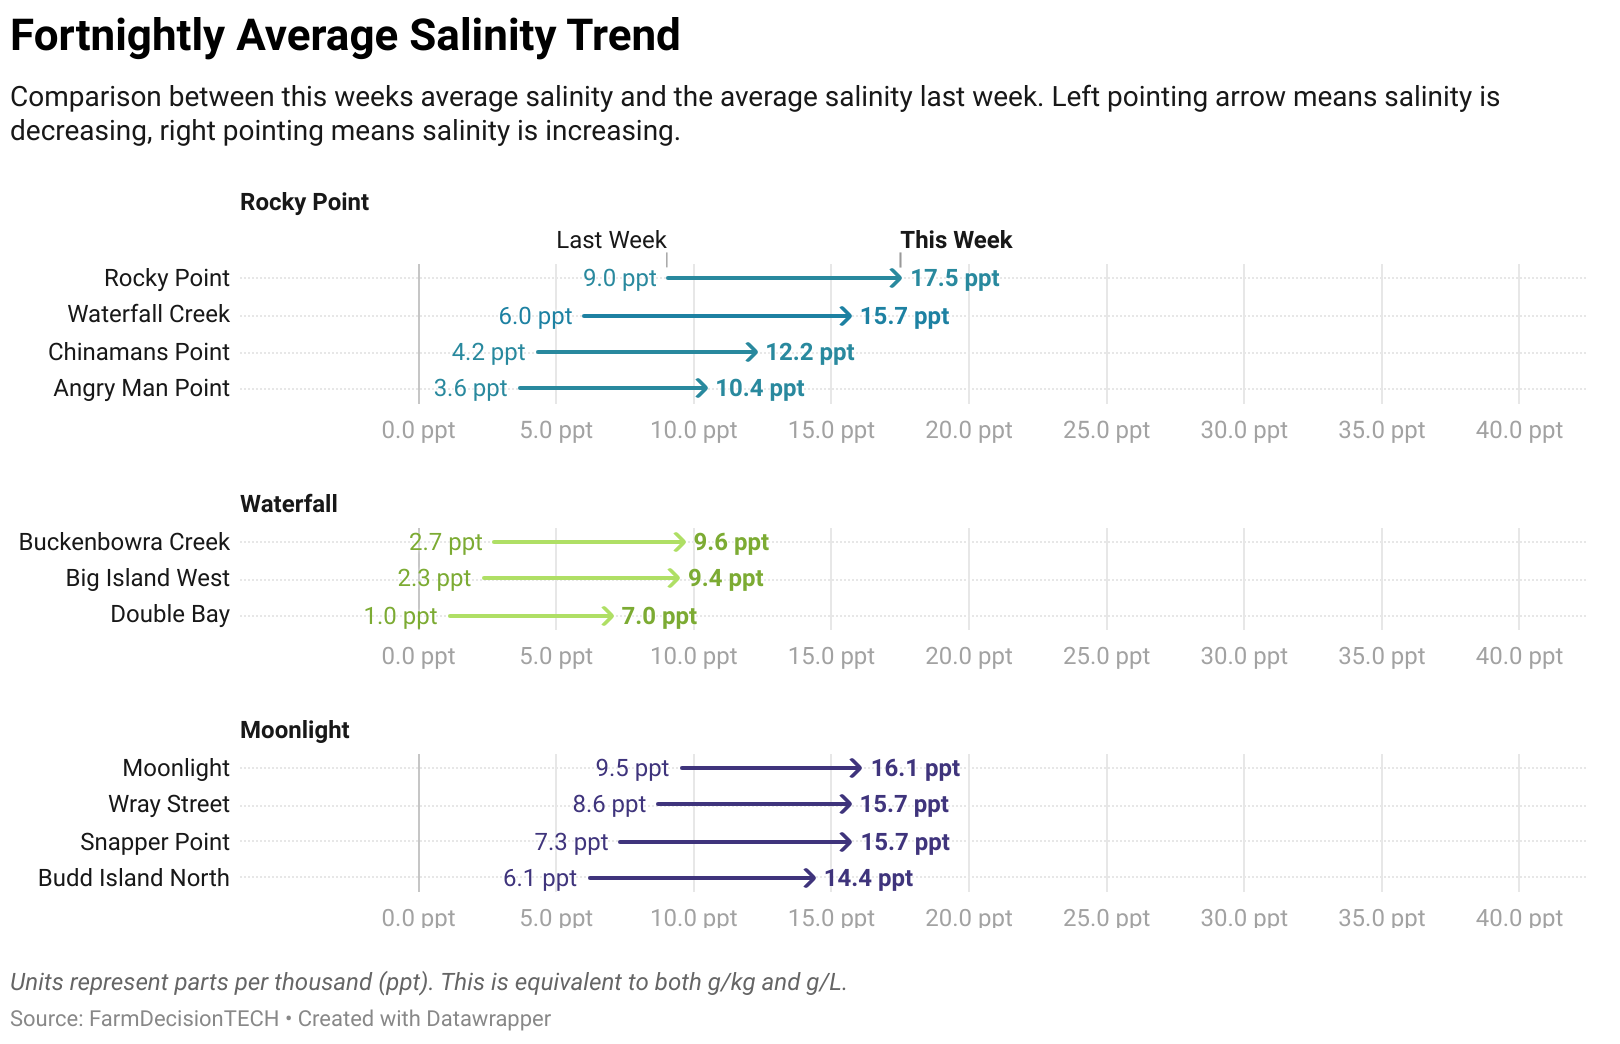 Fortnightly Average Salinity Trend
Comparison between this weeks average salinity and the average salinity last week. Left pointing arrow means salinity is
decreasing, right pointing means salinity is increasing.
Rocky Point
Last Week This Week
Rocky Point 9.0 ppt 17.5 ppt
Waterfall Creek 6.0 ppt 15.7 ppt
Chinamans Point 4.2 ppt 12.2 ppt
Angry Man Point 3.6 ppt 10.4 ppt
0.0 ppt 5.0 ppt 10.0 ppt 15.0 ppt 20.0 ppt 25.0 ppt 30.0 ppt 35.0 ppt 40.0 ppt
Waterfall
Buckenbowra Creek 2.7 ppt 9.6 ppt
Big Island West 2.3 ppt 9.4 ppt
Double Bay 1.0 ppt 7.0 ppt
0.0 ppt 5.0 ppt 10.0 ppt 15.0 ppt 20.0 ppt 25.0 ppt 30.0 ppt 35.0 ppt 40.0 ppt
Moonlight
Moonlight 9.5 ppt 16.1 ppt
Wray Street 8.6 ppt 15.7 ppt
Snapper Point 7.3 ppt 15.7 ppt
Budd Island North 6.1 ppt 14.4 ppt
0.0 ppt 5.0 ppt 10.0 ppt 15.0 ppt 20.0 ppt 25.0 ppt 30.0 ppt 35.0 ppt 40.0 ppt
Units represent parts per thousand (ppt). This is equivalent to both g/kg and g/L.
Source: FarmDecisionTECH • Created with Datawrapper